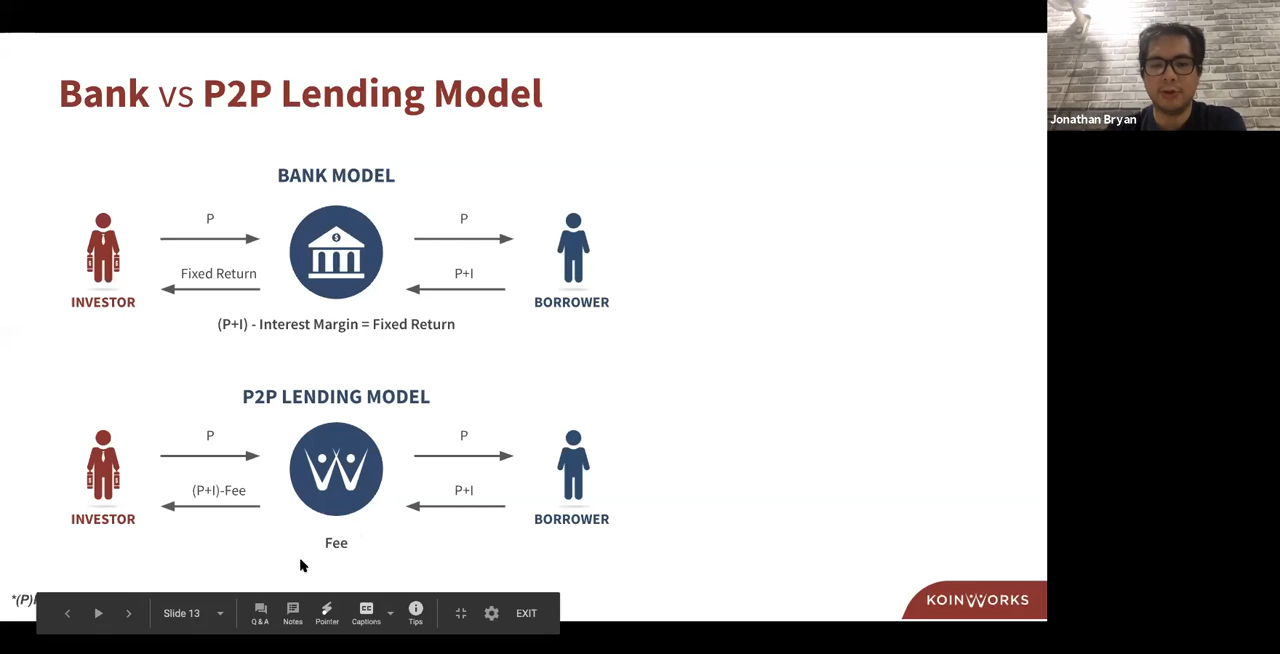 Bank vs P2P Lending Model
Jonathan Bryan
BANK MODEL
P
P
Fixed Return
P+I
INVESTOR
BORROWER
(P+I) - Interest Margin = Fixed Return
P2P LENDING MODEL
P
P
(P+I)-Fee
P+I
INVESTOR
BORROWER
Fee
*(P)
KOINWORKS
Slide 13
Q & A
Notes
Pointer
CC
Captions
Tips
EXIT